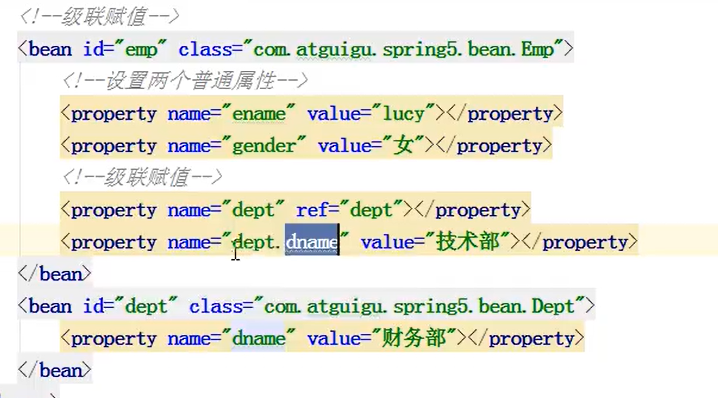 <!--级联赋值-->
<bean id="emp" class="com.atguigu.spring5.bean.Emp">
<!--设置两个普通属性-->
<property name="ename" value="lucy"></property>
<property name="gender" value="女"></property>
<!--级联赋值-->
<property name="dept" ref="dept"></property>
<property name="dept.dname" value="技术部"></property>
</bean>
<bean id="dept" class="com.atguigu.spring5.bean.Dept">
<property name="dname" value="财务部"></property>
</bean>